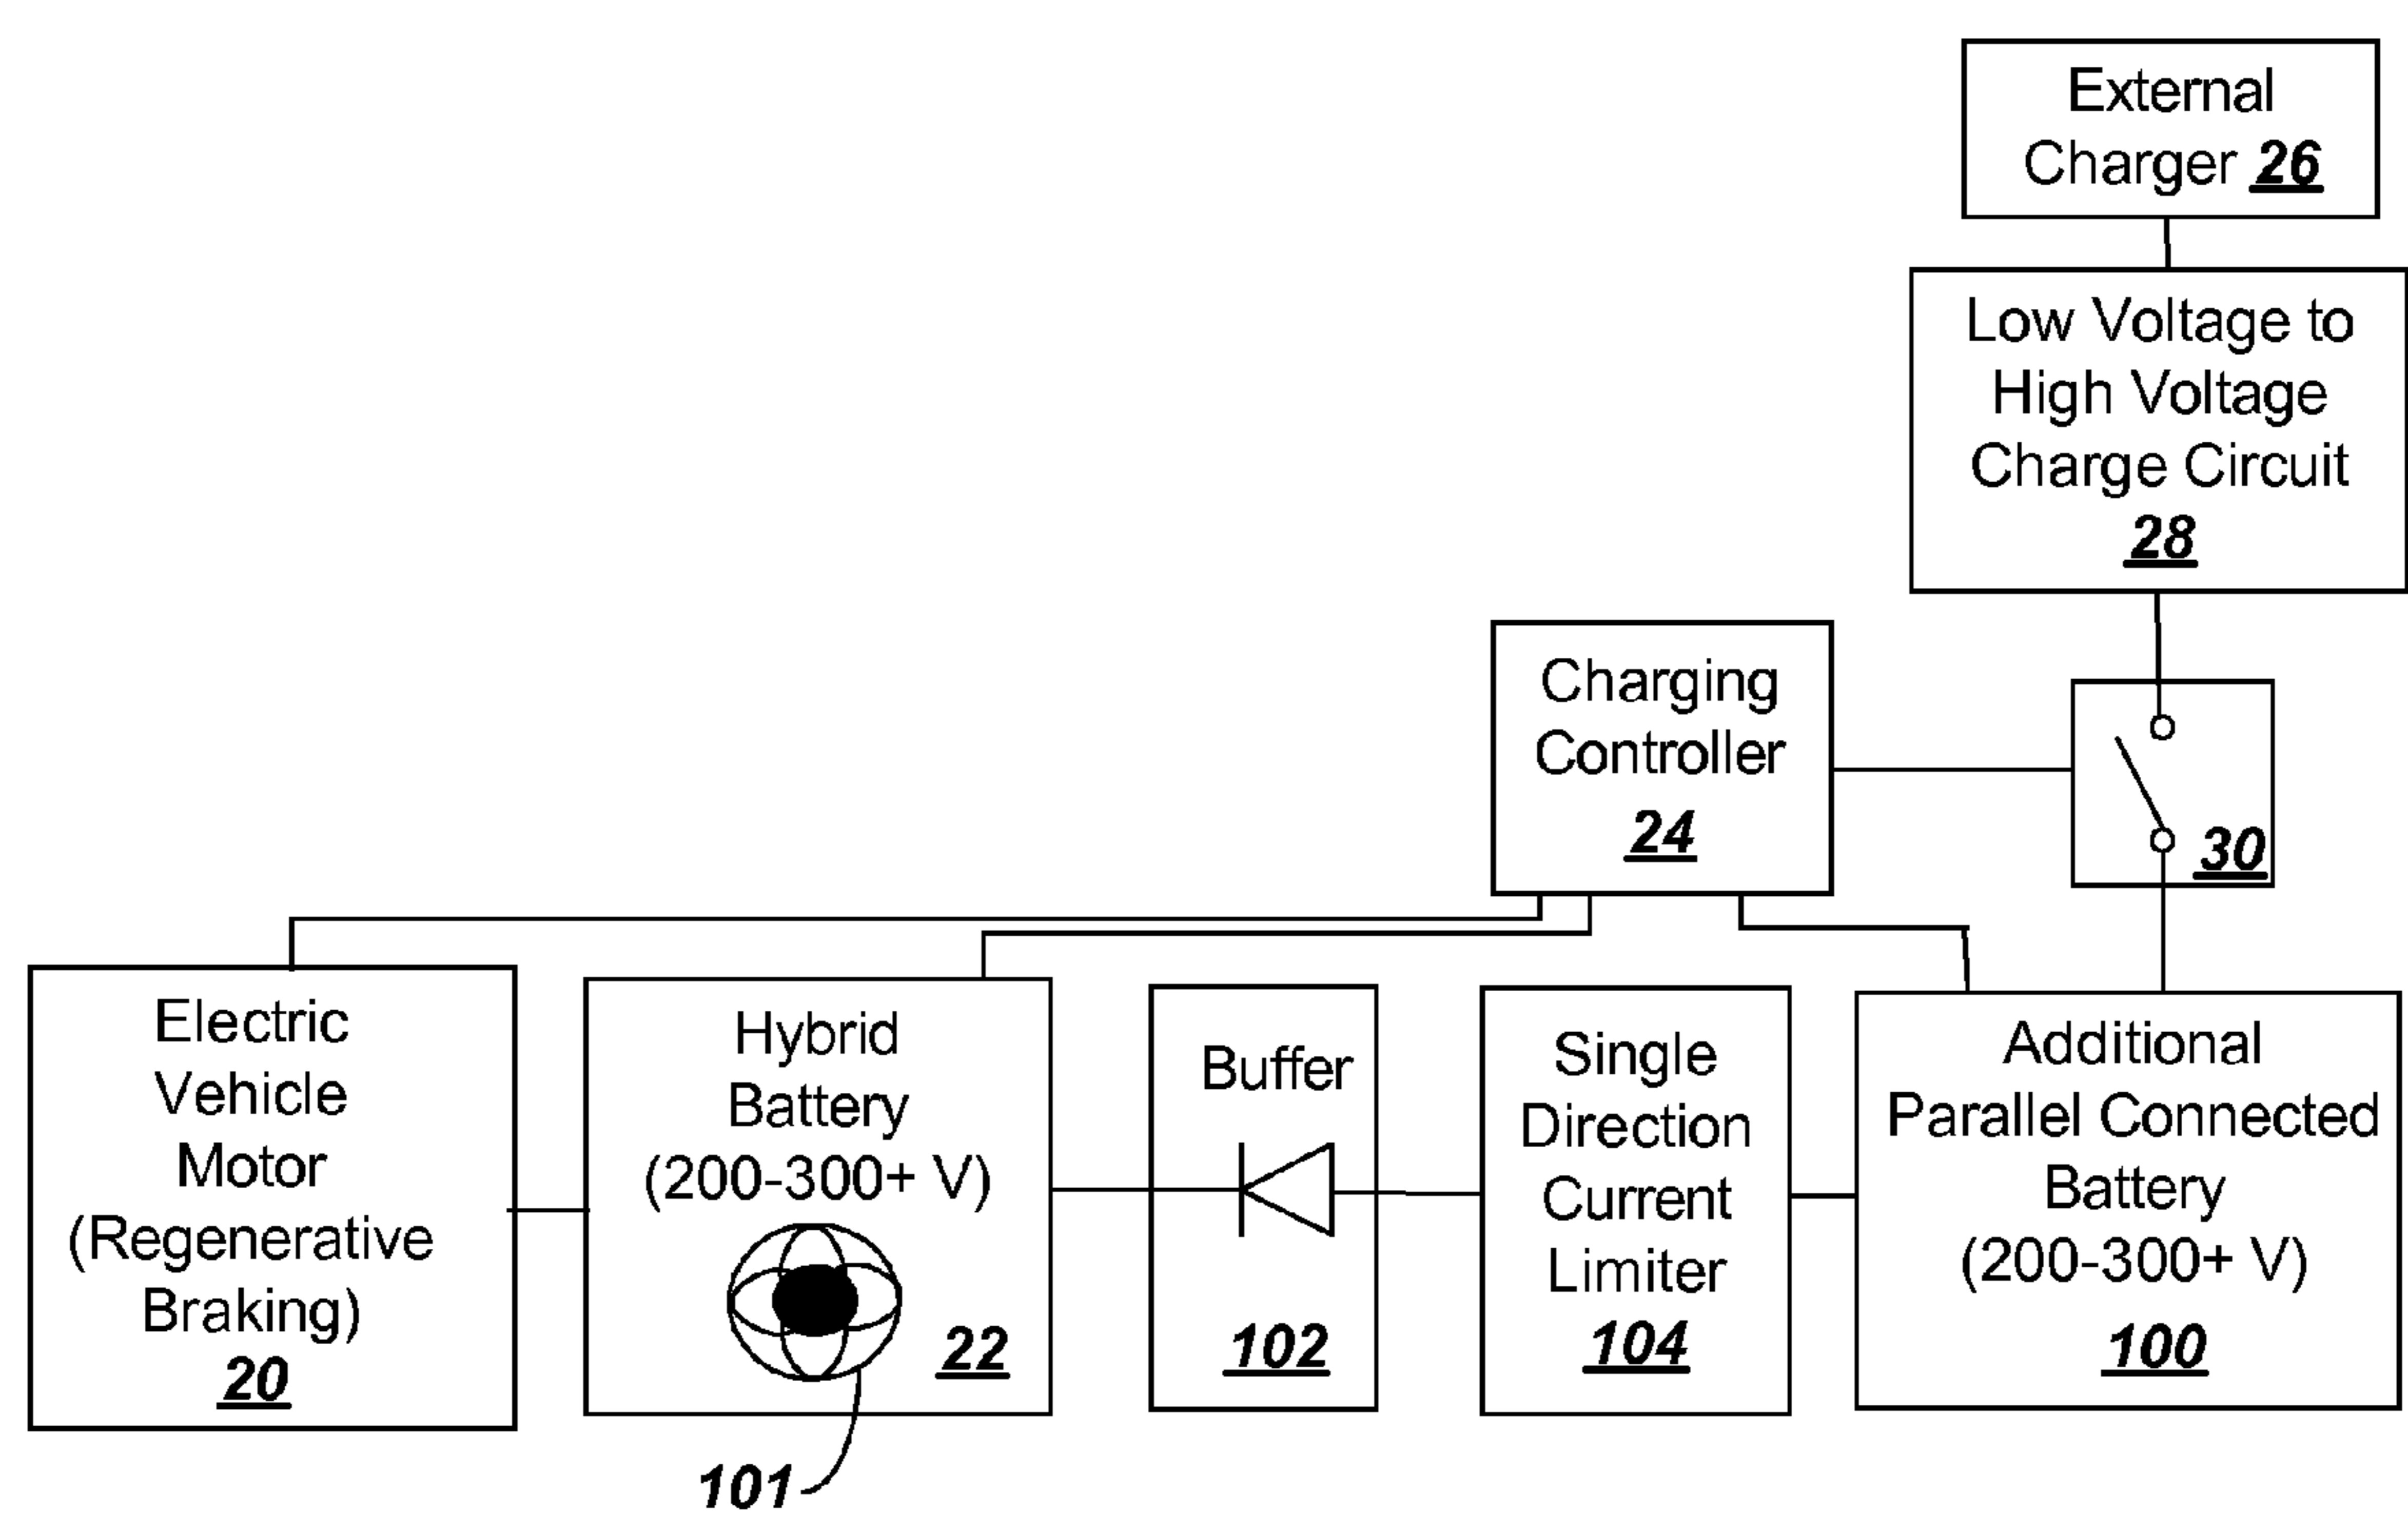 External
Charger 26
Low Voltage to
High Voltage
Charge Circuit
28
Charging
Controller
24
30
Electric
Vehicle
Motor
(Regenerative
Braking)
20
Hybrid
Battery
(200-300+ V)
22
101
Buffer
102
Single
Direction
Current
Limiter
104
Additional
Parallel Connected
Battery
(200-300+ V)
100